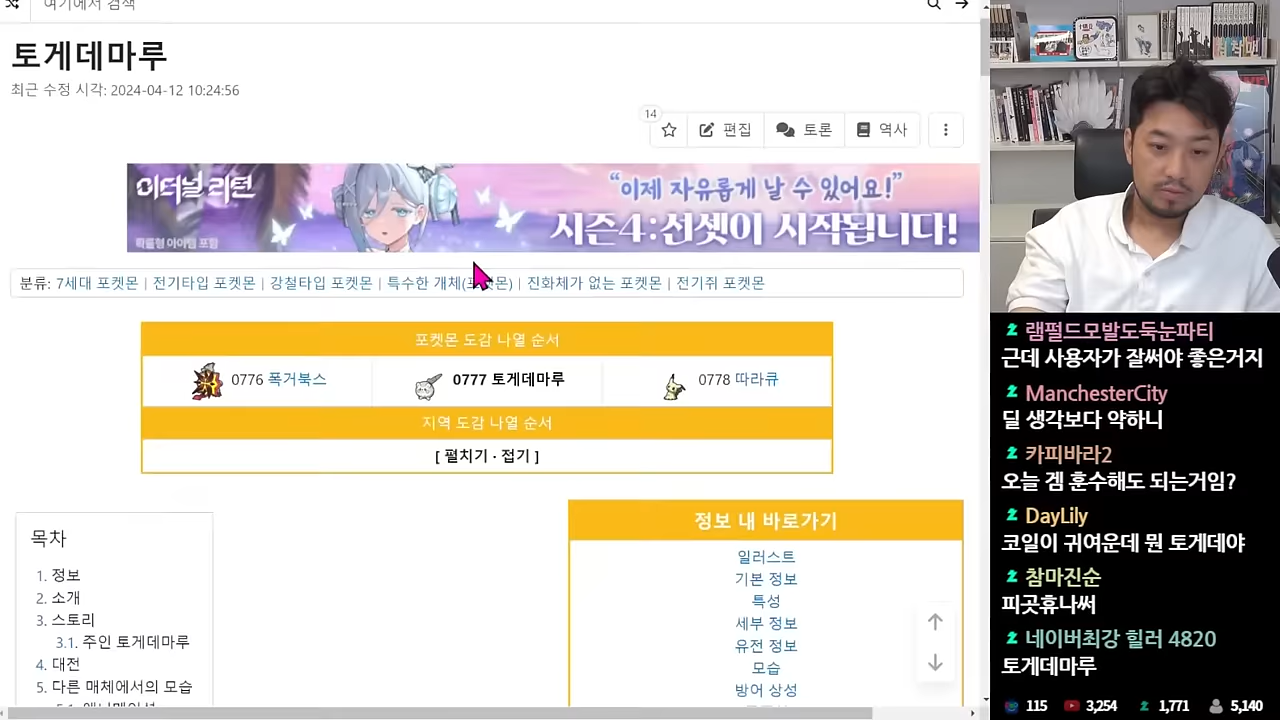 여기에서 검색
토게데마루
최근 수정 시각: 2024-04-12 10:24:56
14
편집
토론
역사
이터널 리턴
"이제 자유롭게 날 수 있어요!"
시즌4:선셋이 시작됩니다!
확률형 아이템 포함
분류: 7세대 포켓몬 | 전기타입 포켓몬 | 강철타입 포켓몬 | 특수한 개체(포켓몬) | 진화체가 없는 포켓몬 | 전기쥐 포켓몬
포켓몬 도감 나열 순서
0776 폭거북스
0777 토게데마루
0778 따라큐
지역 도감 나열 순서
[ 펼치기 · 접기 ]
목차
1. 정보
2. 소개
3. 스토리
3.1. 주인 토게데마루
4. 대전
5. 다른 매체에서의 모습
정보 내 바로가기
일러스트
기본 정보
특성
세부 정보
유전 정보
모습
방어 상성
램펄드모발도둑눈파티
근데 사용자가 잘써야 좋은거지
ManchesterCity
딜 생각보다 약하니
카피바라2
오늘 겜 훈수해도 되는거임?
DayLily
코일이 귀여운데 뭔 토게데야
참마진순
피곳휴나써
네이버최강 힐러 4820
토게데마루
115
3,254
1,771
5,140